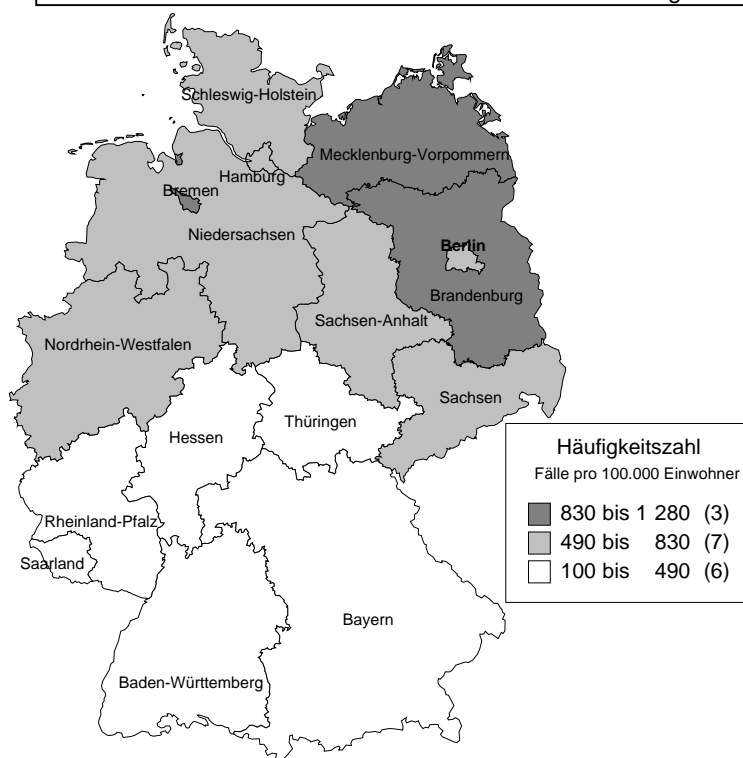 Schleswig-Holstein
Mecklenburg-Vorpommern
Hamburg
Bremen
Niedersachsen
Berlin
Brandenburg
Sachsen-Anhalt
Nordrhein-Westfalen
Sachsen
Thüringen
Hessen
Häufigkeitszahl
Fälle pro 100.000 Einwohner
830 bis 1 280 (3)
490 bis 830 (7)
100 bis 490 (6)
Rheinland-Pfalz
Saarland
Bayern
Baden-Württemberg